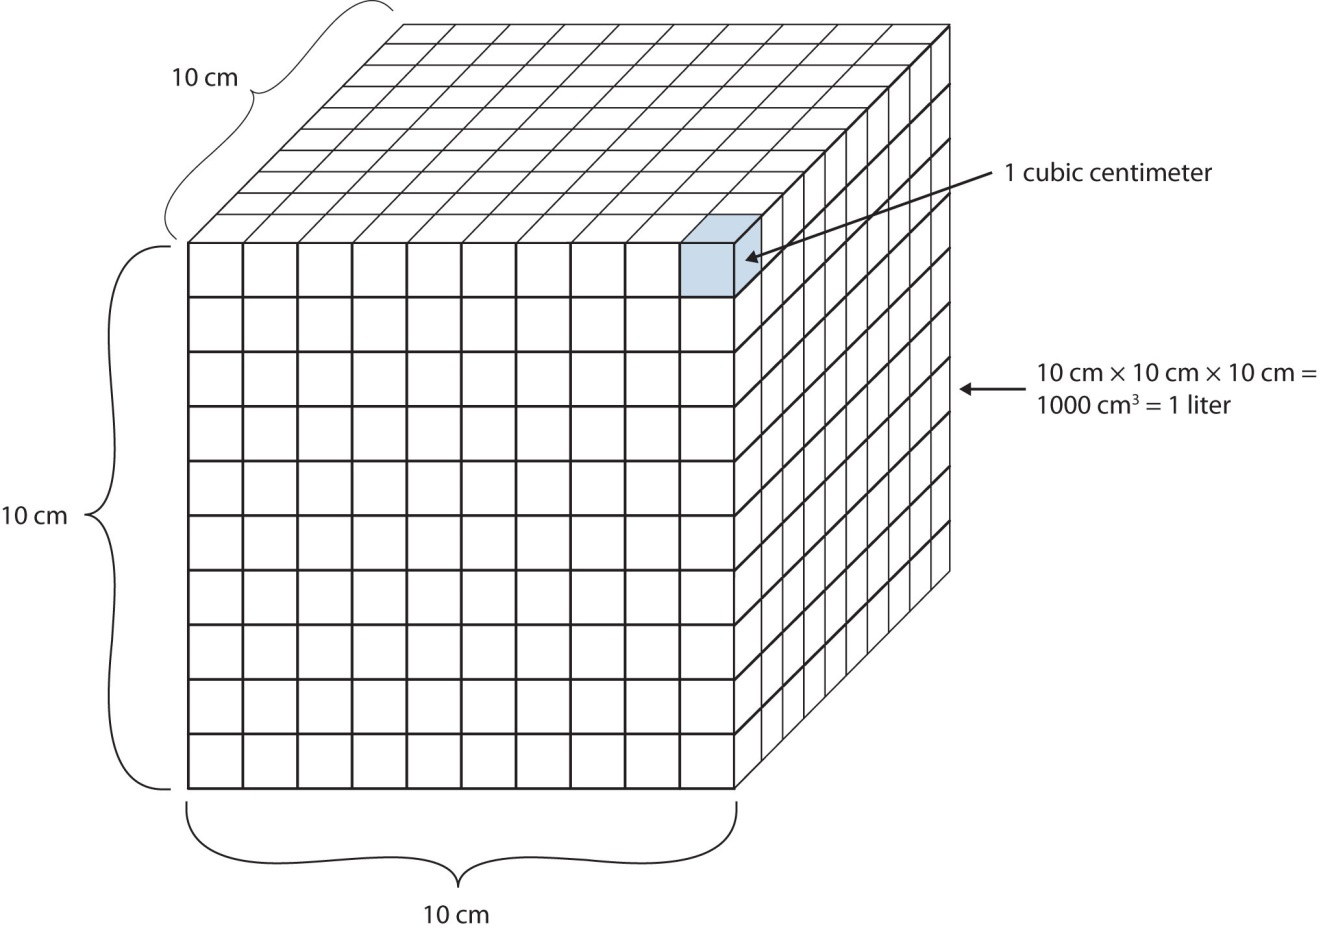 10 cm
1 cubic centimeter
10 cm × 10 cm × 10 cm =
1000 cm³ = 1 liter
10 cm
10 cm